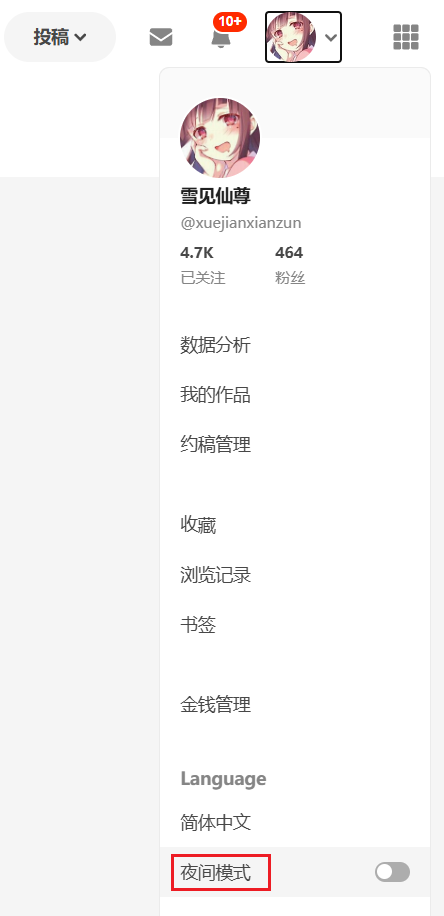 投稿
10+
雪见仙尊
@xuejianxianzun
4.7K 464
已关注 粉丝
数据分析
我的作品
约稿管理
收藏
浏览记录
书签
金钱管理
Language
简体中文
夜间模式